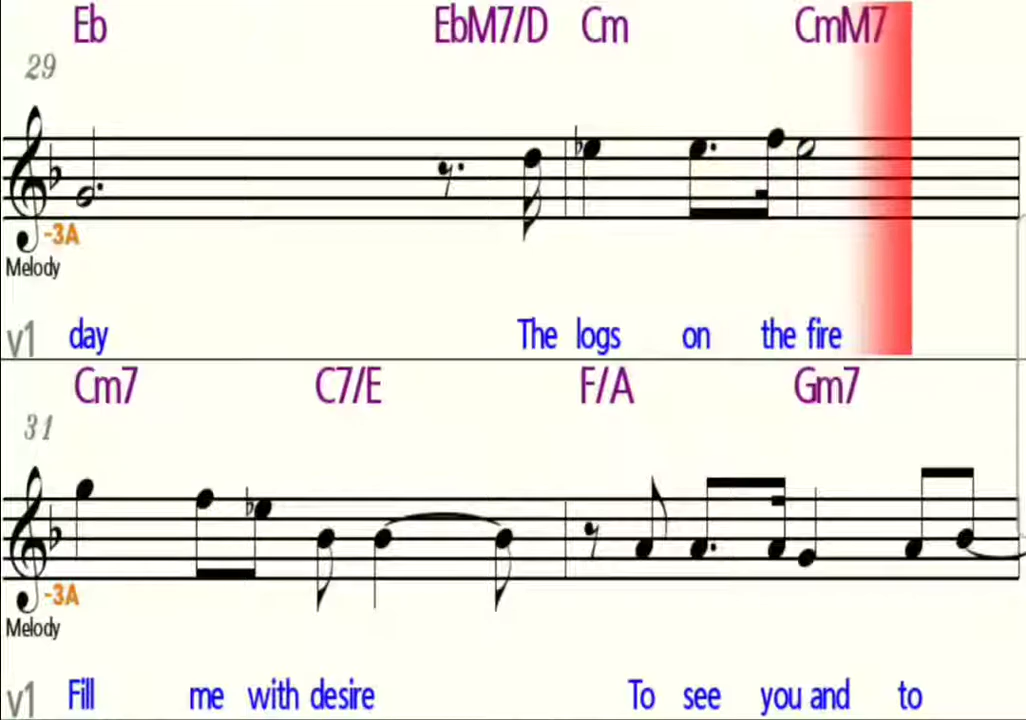 Eb EbM7/D Cm CmM7
29
-3A
Melody
v1 day The logs on the fire
Cm7 C7/E F/A Gm7
31
-3A
Melody
v1 Fill me with desire To see you and to